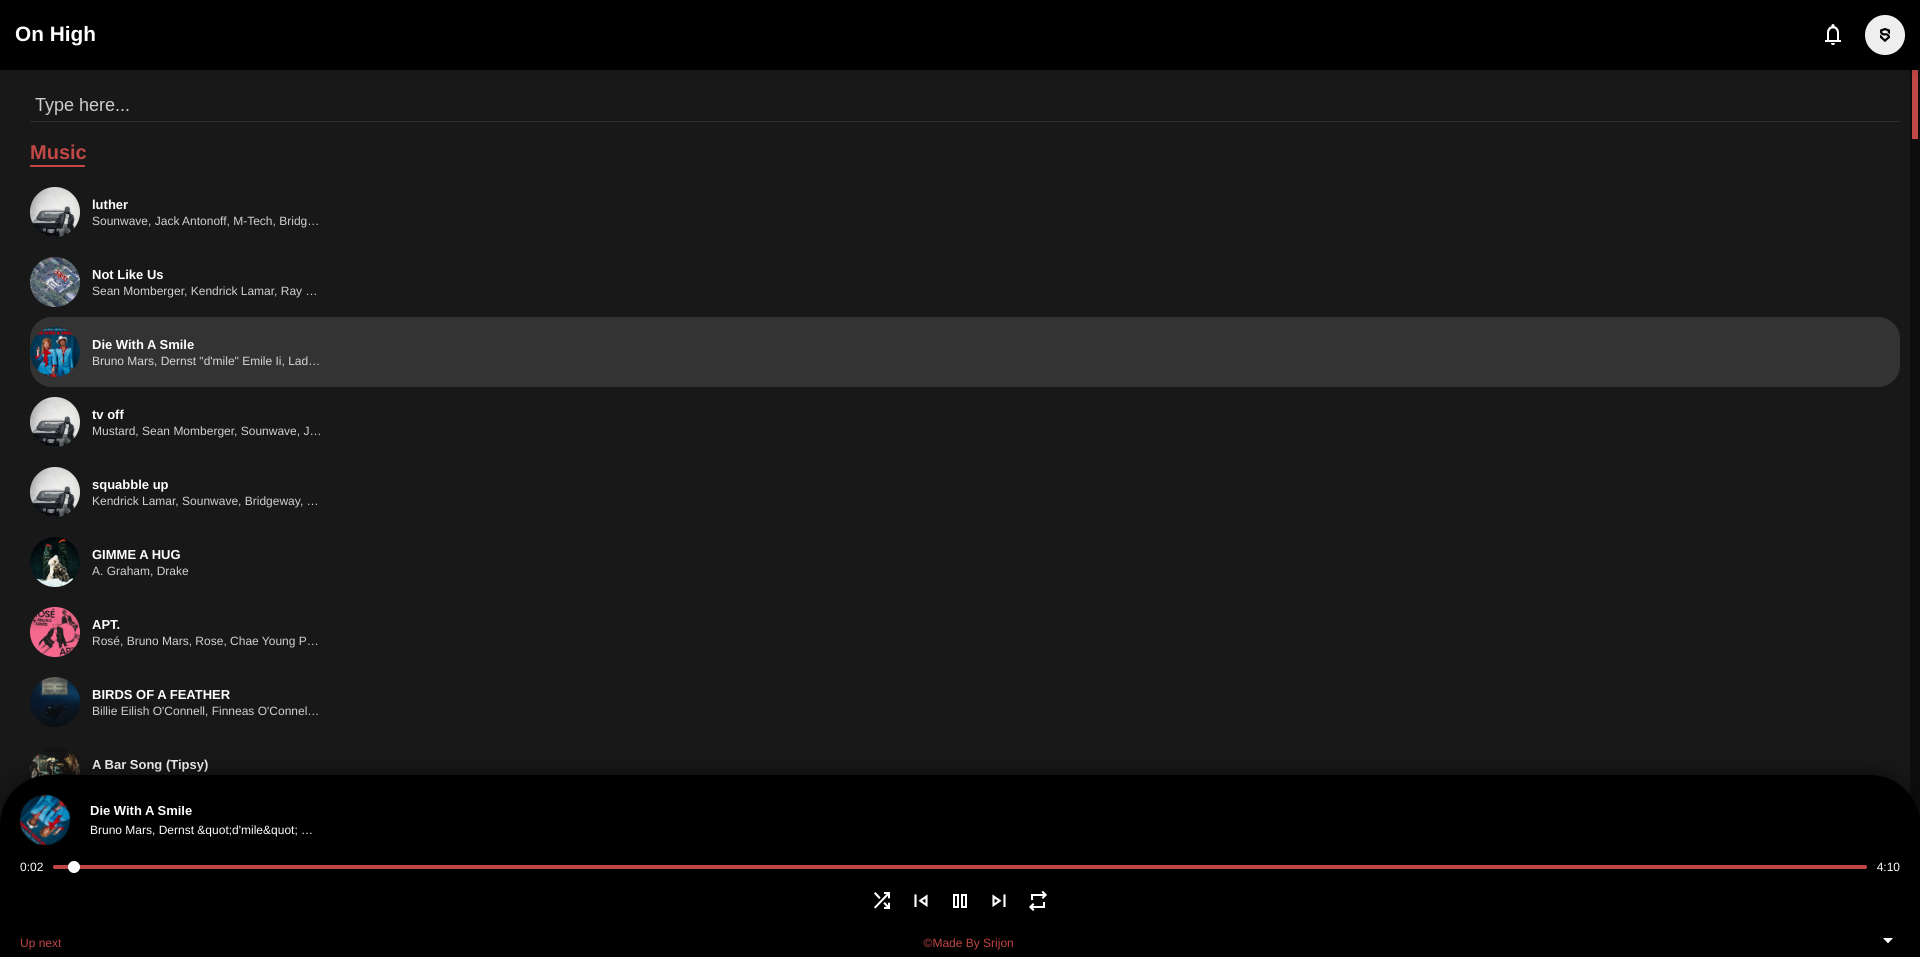 On High
Type here...
Music
luther
Sounwave, Jack Antonoff, M-Tech, Bridg…
Not Like Us
Sean Momberger, Kendrick Lamar, Ray …
Die With A Smile
Bruno Mars, Dernst "d'mile" Emile Ii, Lad…
tv off
Mustard, Sean Momberger, Sounwave, J…
squabble up
Kendrick Lamar, Sounwave, Bridgeway, …
GIMME A HUG
A. Graham, Drake
APT.
Rosé, Bruno Mars, Rose, Chae Young P…
BIRDS OF A FEATHER
Billie Eilish O'Connell, Finneas O'Connel…
A Bar Song (Tipsy)
Die With A Smile
Bruno Mars, Dernst &quot;d'mile&quot; …
0:02
4:10
Up next
©Made By Srijon